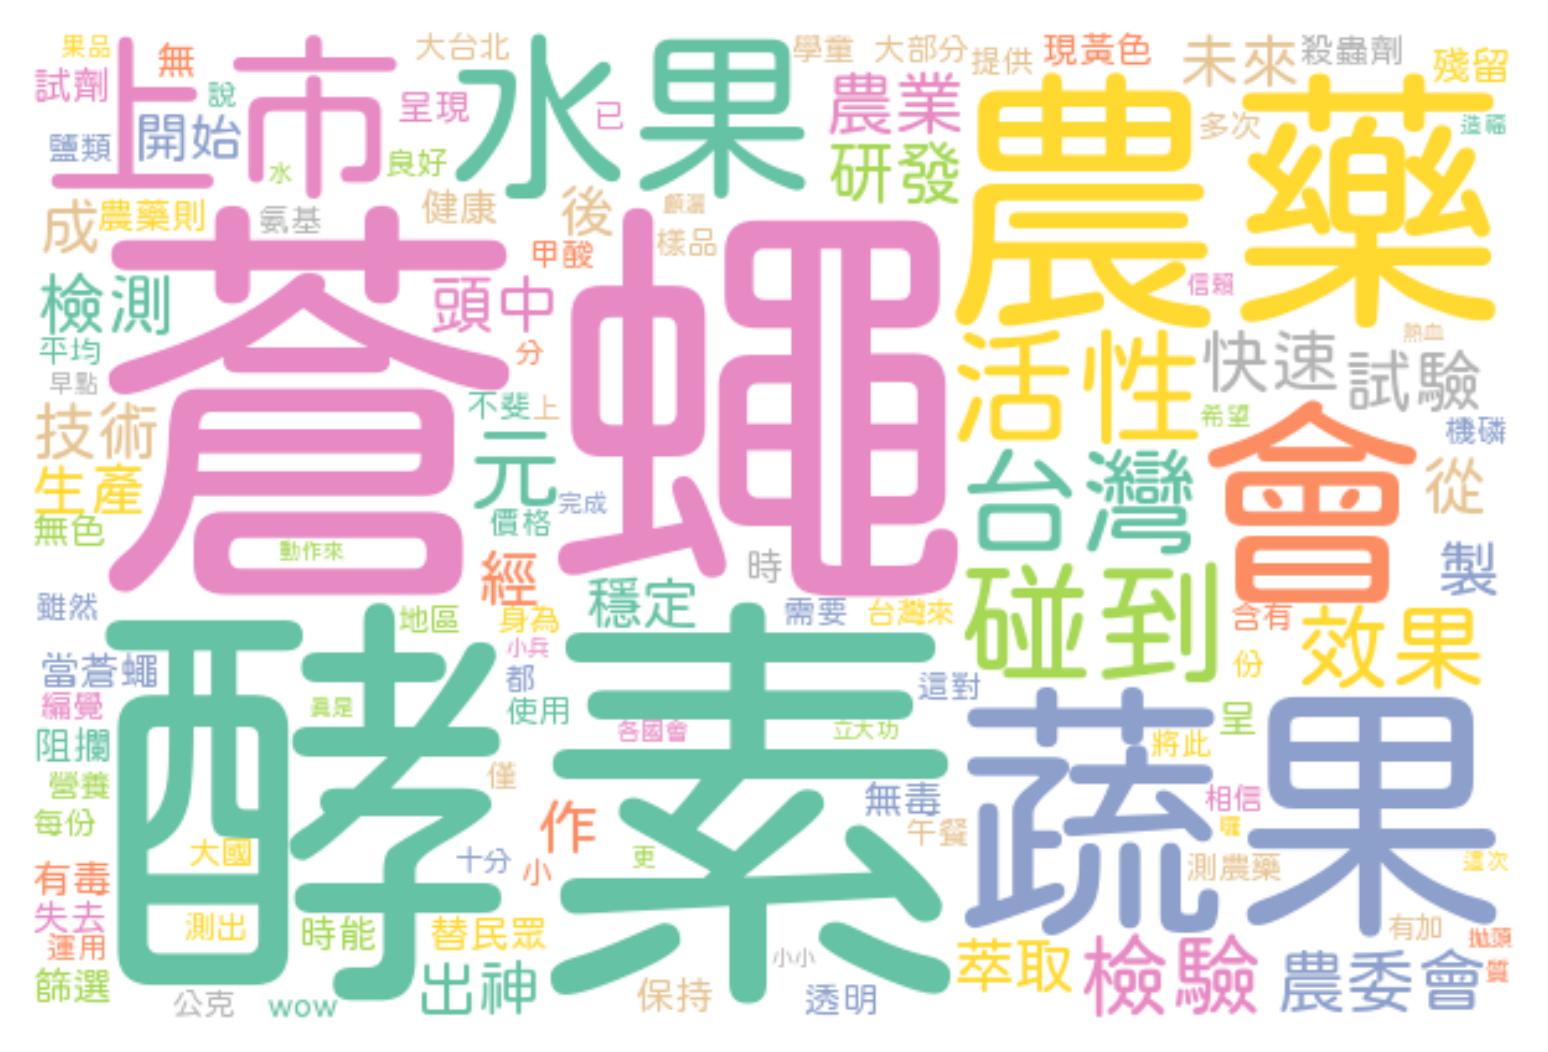 果品
無
大台北
學童
大部分
提供
現黃色
未來
殺蟲劑
殘留
試劑
說
上市
呈現
水果
已
農業
農藥
多次
造福
鹽類
開始
水
良好
研發
成
農藥則
氨基
健康
後
樣品
甲酸
信賴
檢測
蒼蠅
頭中
活性
快速
試驗
熱血
平均
分
早點
不斐
上
希望
機磷
技術
元
台灣
會
從
生產
價格
完成
無色
動作來
經
時
碰到
製
雖然
地區
身為
穩定
需要
台灣來
含有
效果
小兵
當蒼蠅
酵素
都
這對
份
編覺
真是
使用
各國會
立大功
蔬果
將此
呈
阻攔
僅
營養
無毒
相信
囉
每份
作
午餐
大國
十分
更
測農藥
這次
有毒
小
失去
測出
時能
替民眾
有加
拋頭
運用
小小
萃取
檢驗
農委會
質
篩選
公克
wow
出神
保持
透明